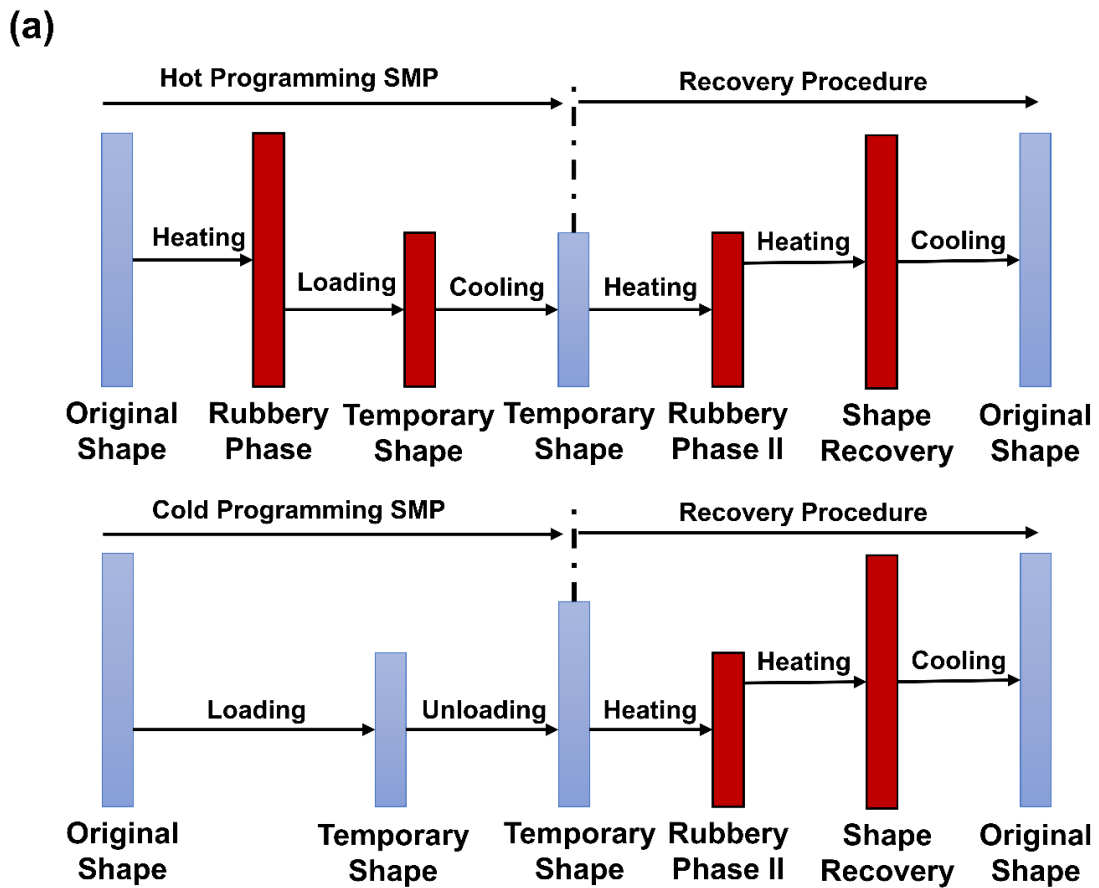 (a)
Hot Programming SMP
Recovery Procedure
Heating
Loading
Cooling
Heating
Heating
Cooling
Original
Shape
Rubbery
Phase
Temporary
Shape
Temporary
Shape
Rubbery
Phase II
Shape
Recovery
Original
Shape
Cold Programming SMP
Recovery Procedure
Loading
Unloading
Heating
Heating
Cooling
Original
Shape
Temporary
Shape
Temporary
Shape
Rubbery
Phase II
Shape
Recovery
Original
Shape